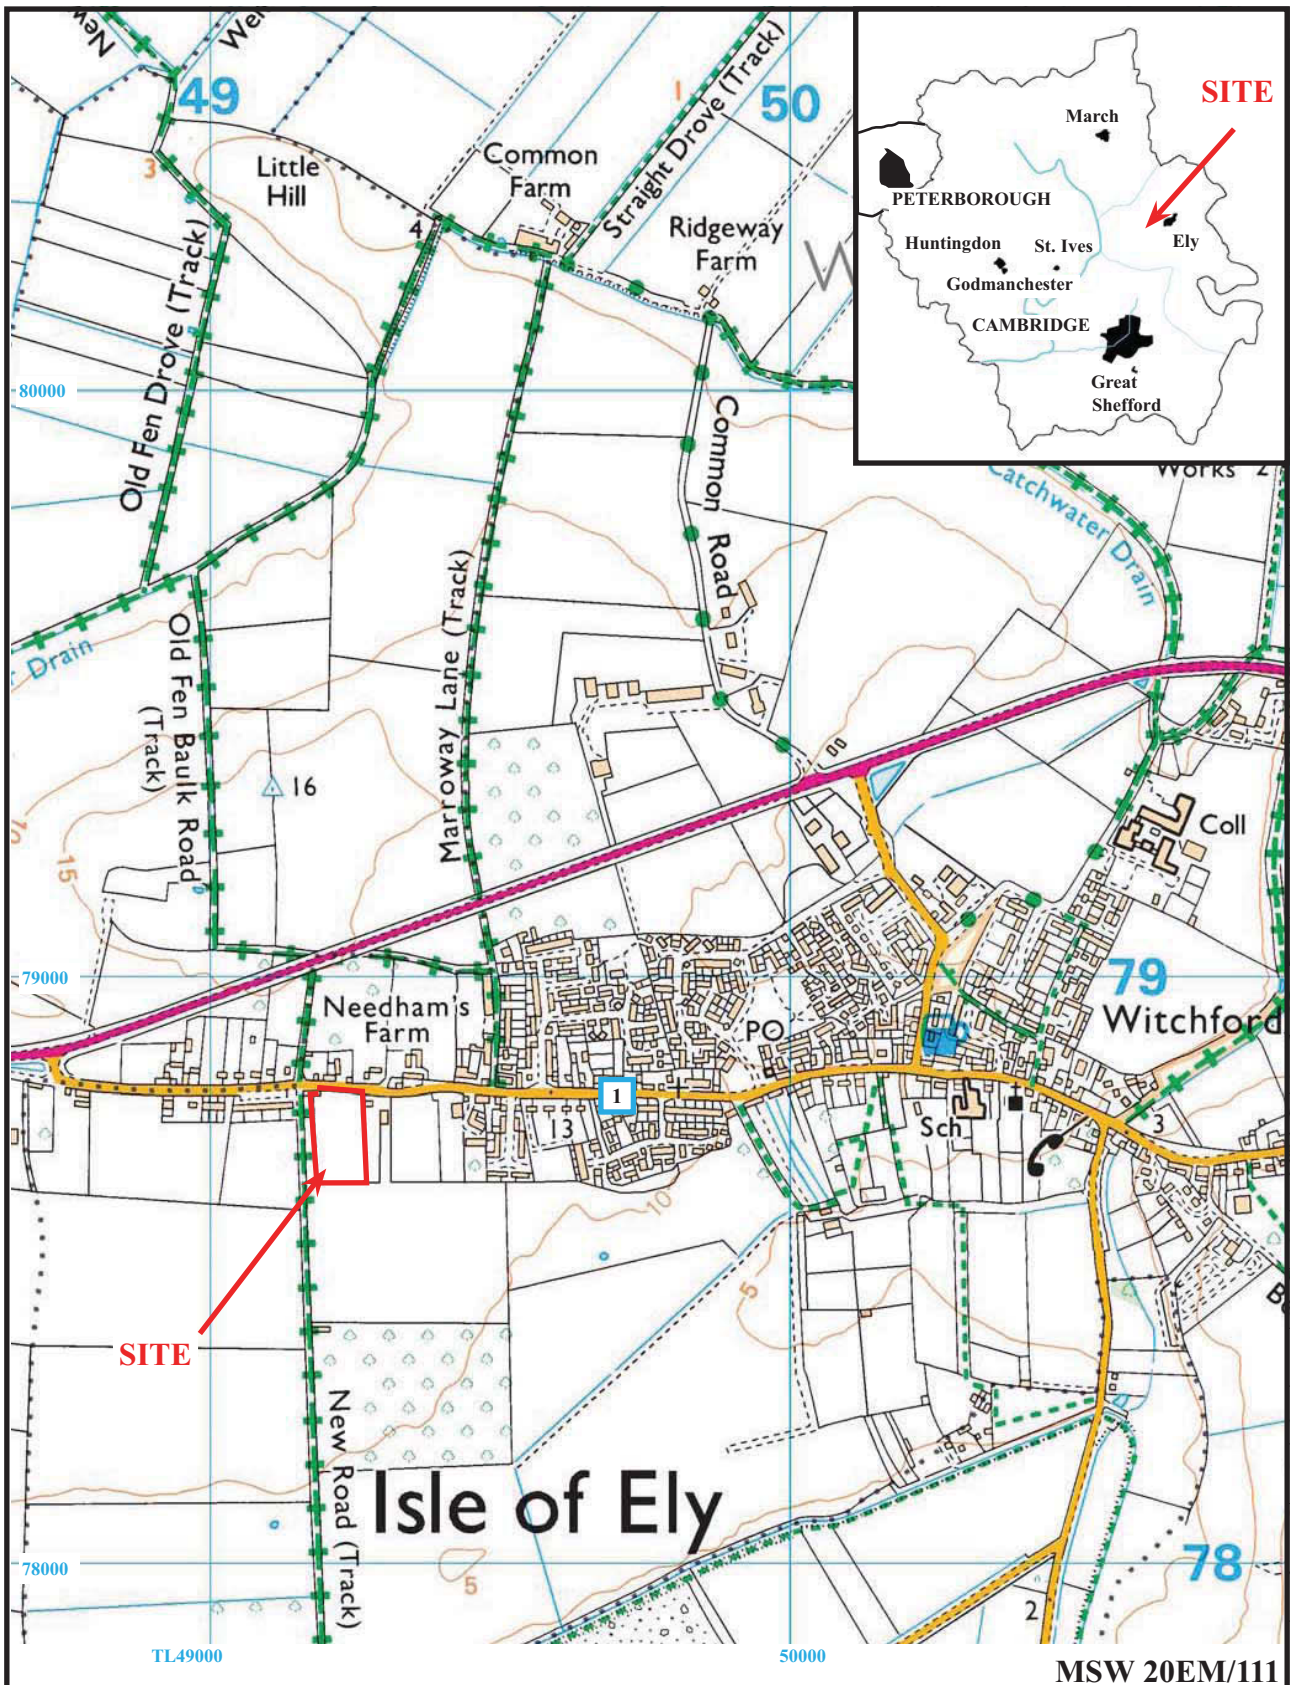 New
We
49
50
1
3
Little
Hill
Common
Farm
Straight Drove (Track)
4
Ridgeway
Farm
W
SITE
March
PETERBOROUGH
Ely
Huntingdon
St. Ives
Godmanchester
CAMBRIDGE
Great
Shefford
Old Fen Drove (Track)
80000
Common Road
Works
2
Catchwater Drain
Drain
Old Fen Baulk Road
(Track)
Marroway Lane (Track)
16
15
Coll
79000
Needham's
Farm
PO
79
Witchford
1
13
Sch
3
10
5
SITE
New Road (Track)
Isle of Ely
5
78000
78
2
TL49000
50000
MSW 20EM/111